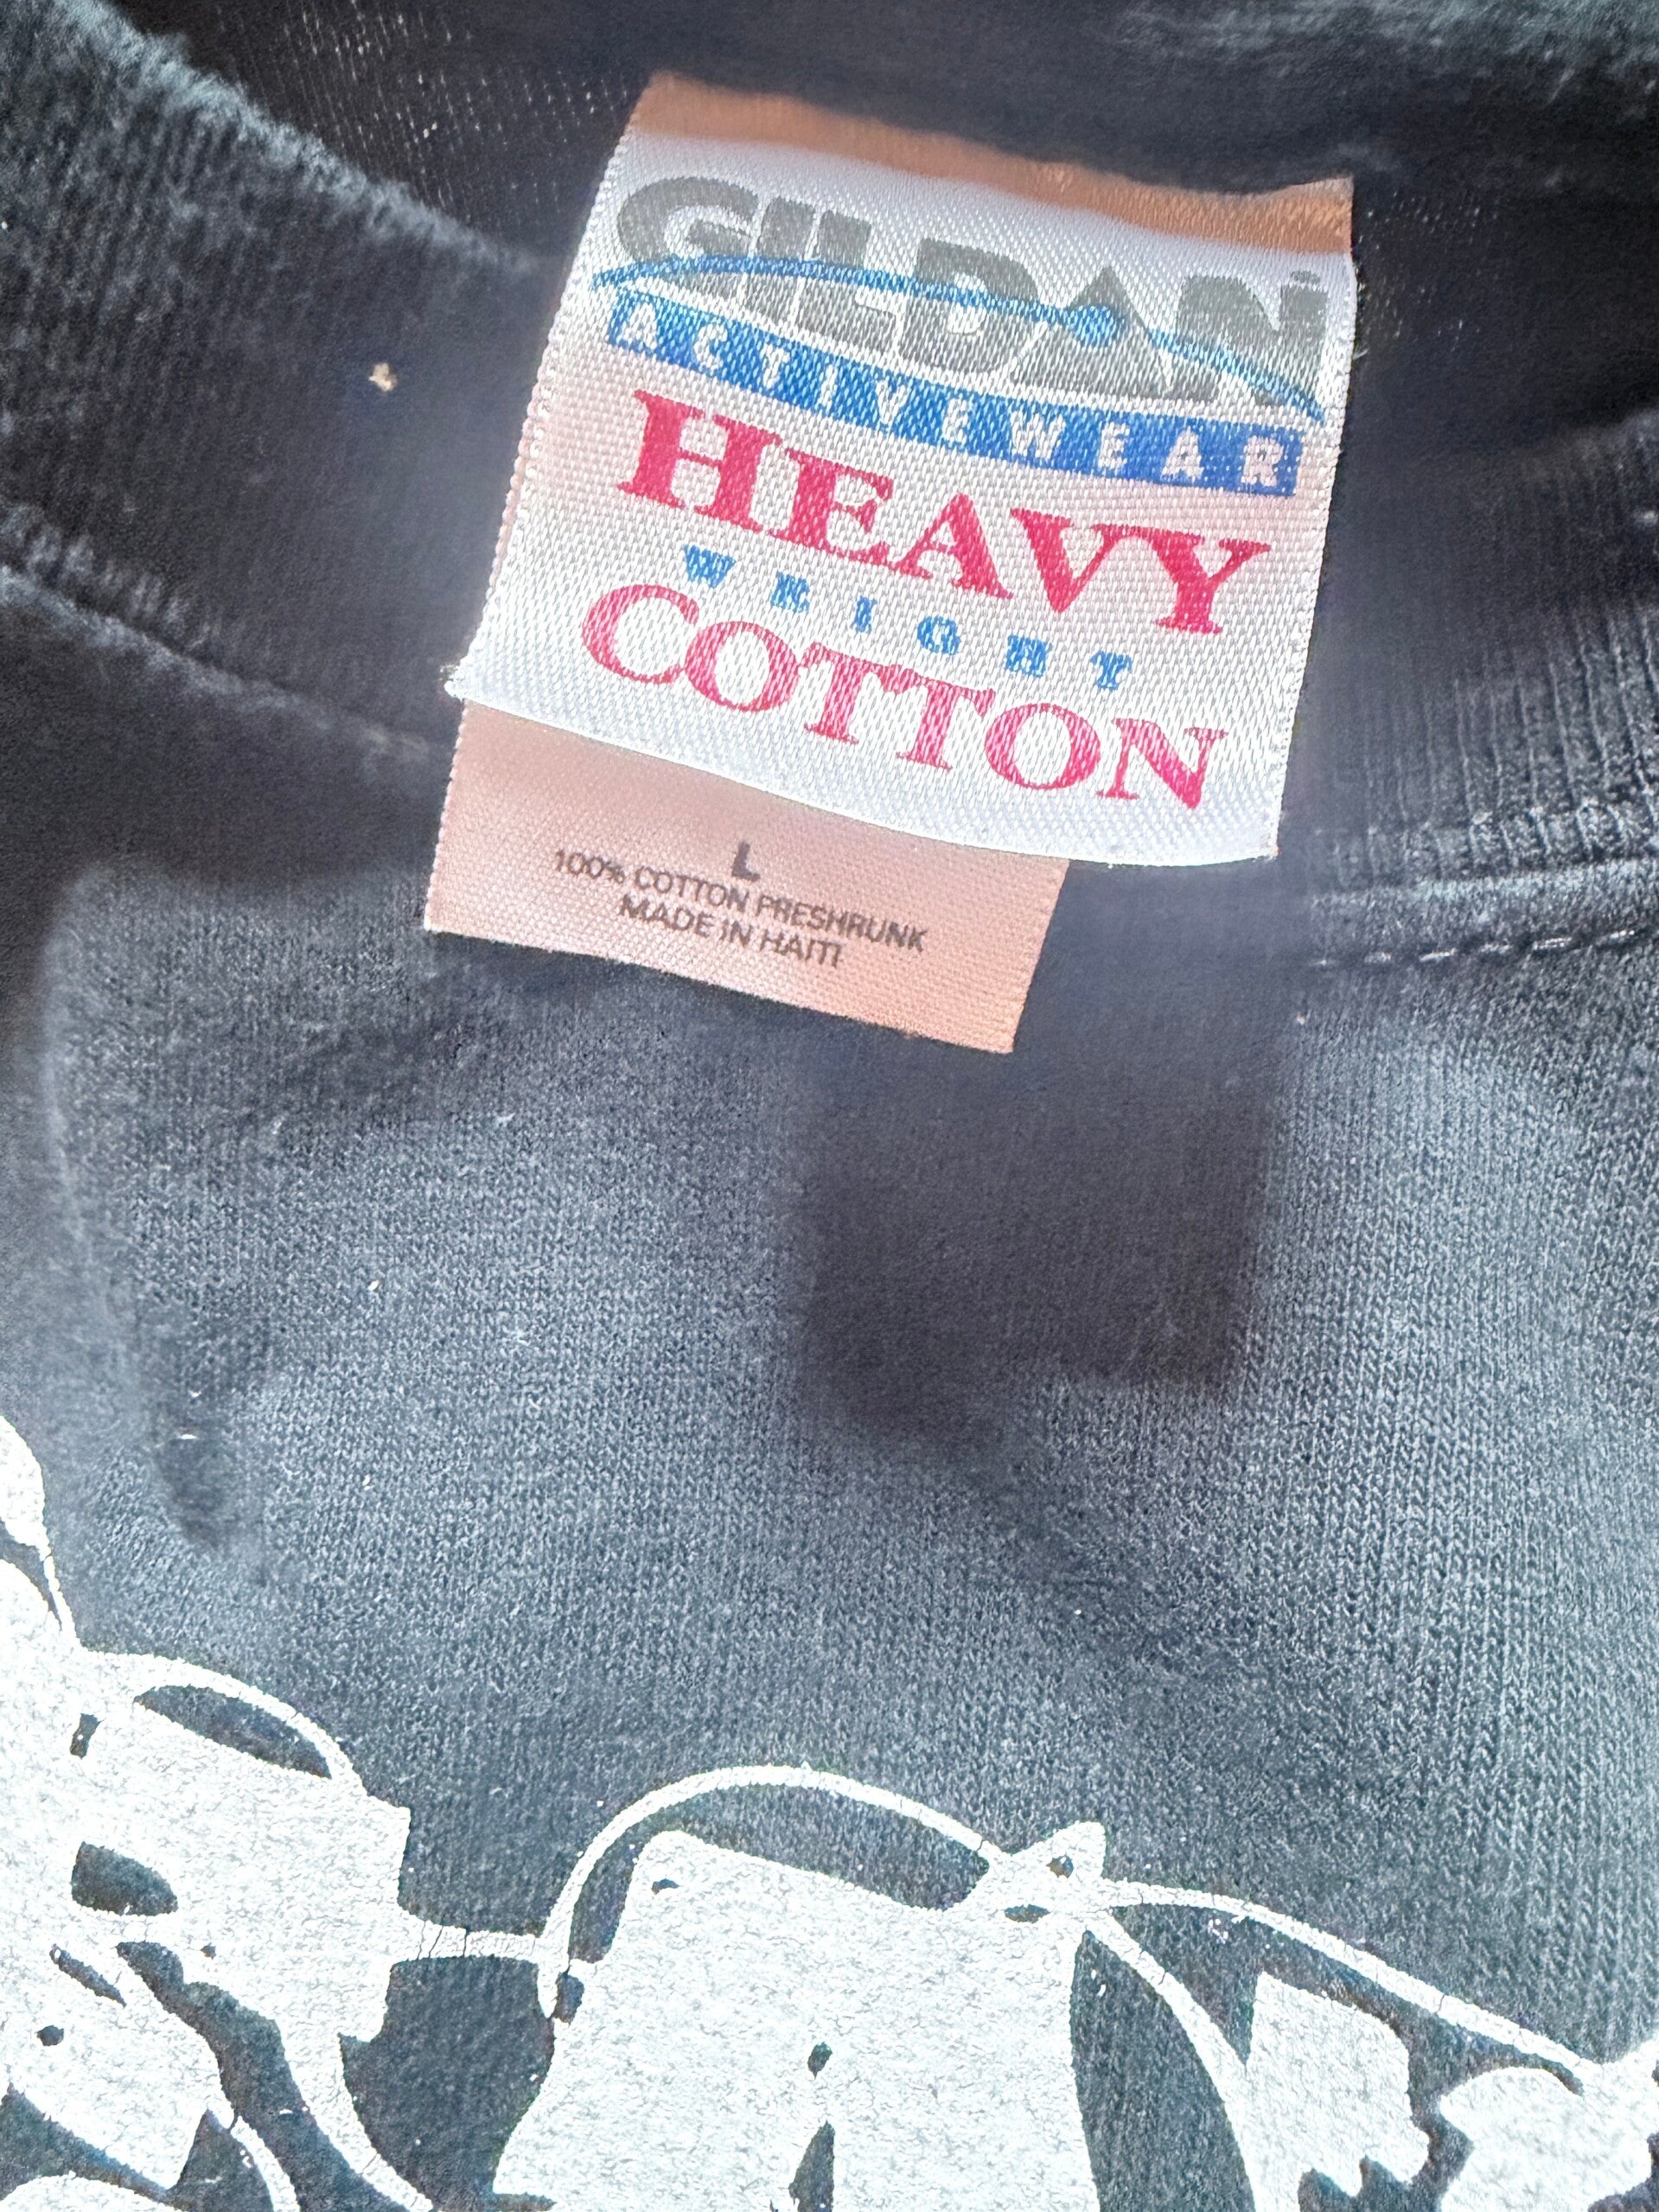 GILDAN
ACTIVEWEAR
HEAVY
WEIGHT
COTTON
L
100% COTTON PRESHRUNK
MADE IN HAITI